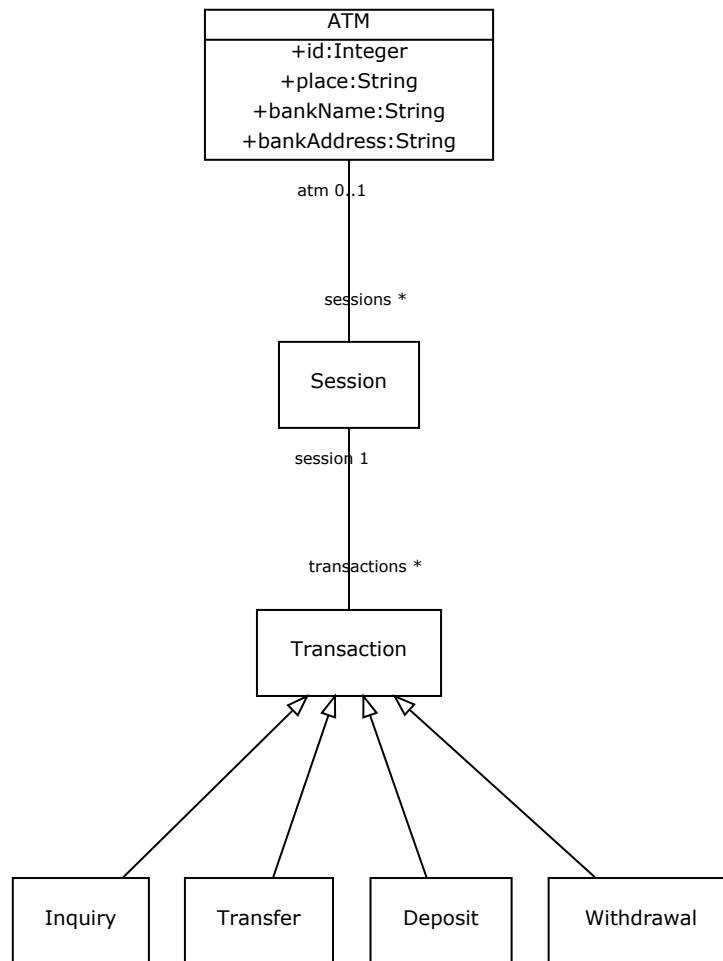 ATM
+id:Integer
+place:String
+bankName:String
+bankAddress:String
atm 0..1
sessions *
Session
session 1
transactions *
Transaction
Inquiry
Transfer
Deposit
Withdrawal